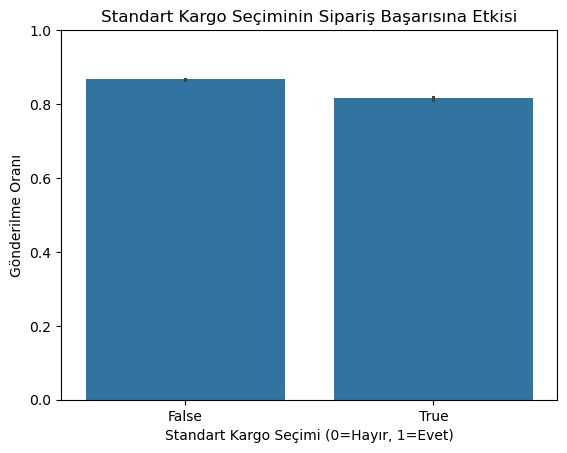 Standart Kargo Seçiminin Sipariş Başarısına Etkisi
1.0
0.8
0.6
0.4
0.2
0.0
Gönderilme Oranı
False
True
Standart Kargo Seçimi (0=Hayır, 1=Evet)